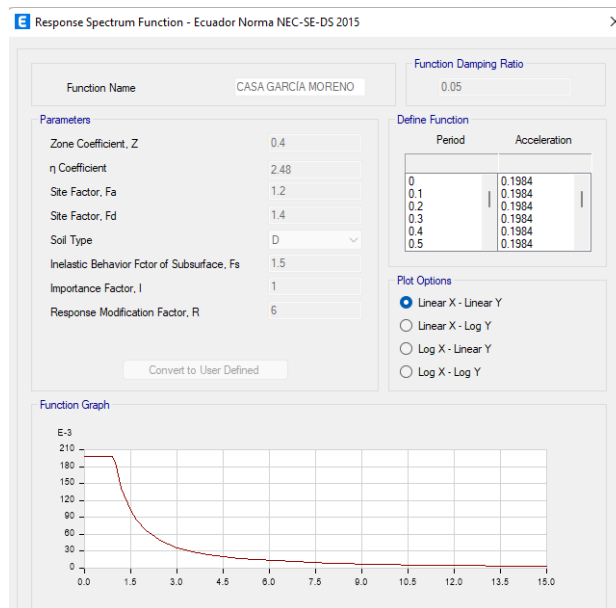 E Response Spectrum Function - Ecuador Norma NEC-SE-DS 2015
Function Name
CASA GARCÍA MORENO
Function Damping Ratio
0.05
Parameters
Zone Coefficient, Z
0.4
η Coefficient
2.48
Site Factor, Fa
1.2
Site Factor, Fd
1.4
Soil Type
D
Inelastic Behavior Fctor of Subsurface, Fs
1.5
Importance Factor, I
1
Response Modification Factor, R
6
Convert to User Defined
Define Function
Period Acceleration
0 0.1984
0.1 0.1984
0.2 0.1984
0.3 0.1984
0.4 0.1984
0.5 0.1984
Plot Options
Linear X - Linear Y
Linear X - Log Y
Log X - Linear Y
Log X - Log Y
Function Graph
E-3
210
180
150
120
90
60
30
0
0.0 1.5 3.0 4.5 6.0 7.5 9.0 10.5 12.0 13.5 15.0